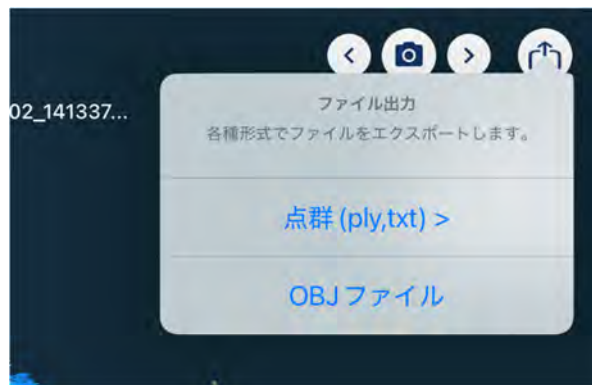 02_141337...
ファイル出力
各種形式でファイルをエクスポートします。
点群 (ply,txt) >
OBJ ファイル